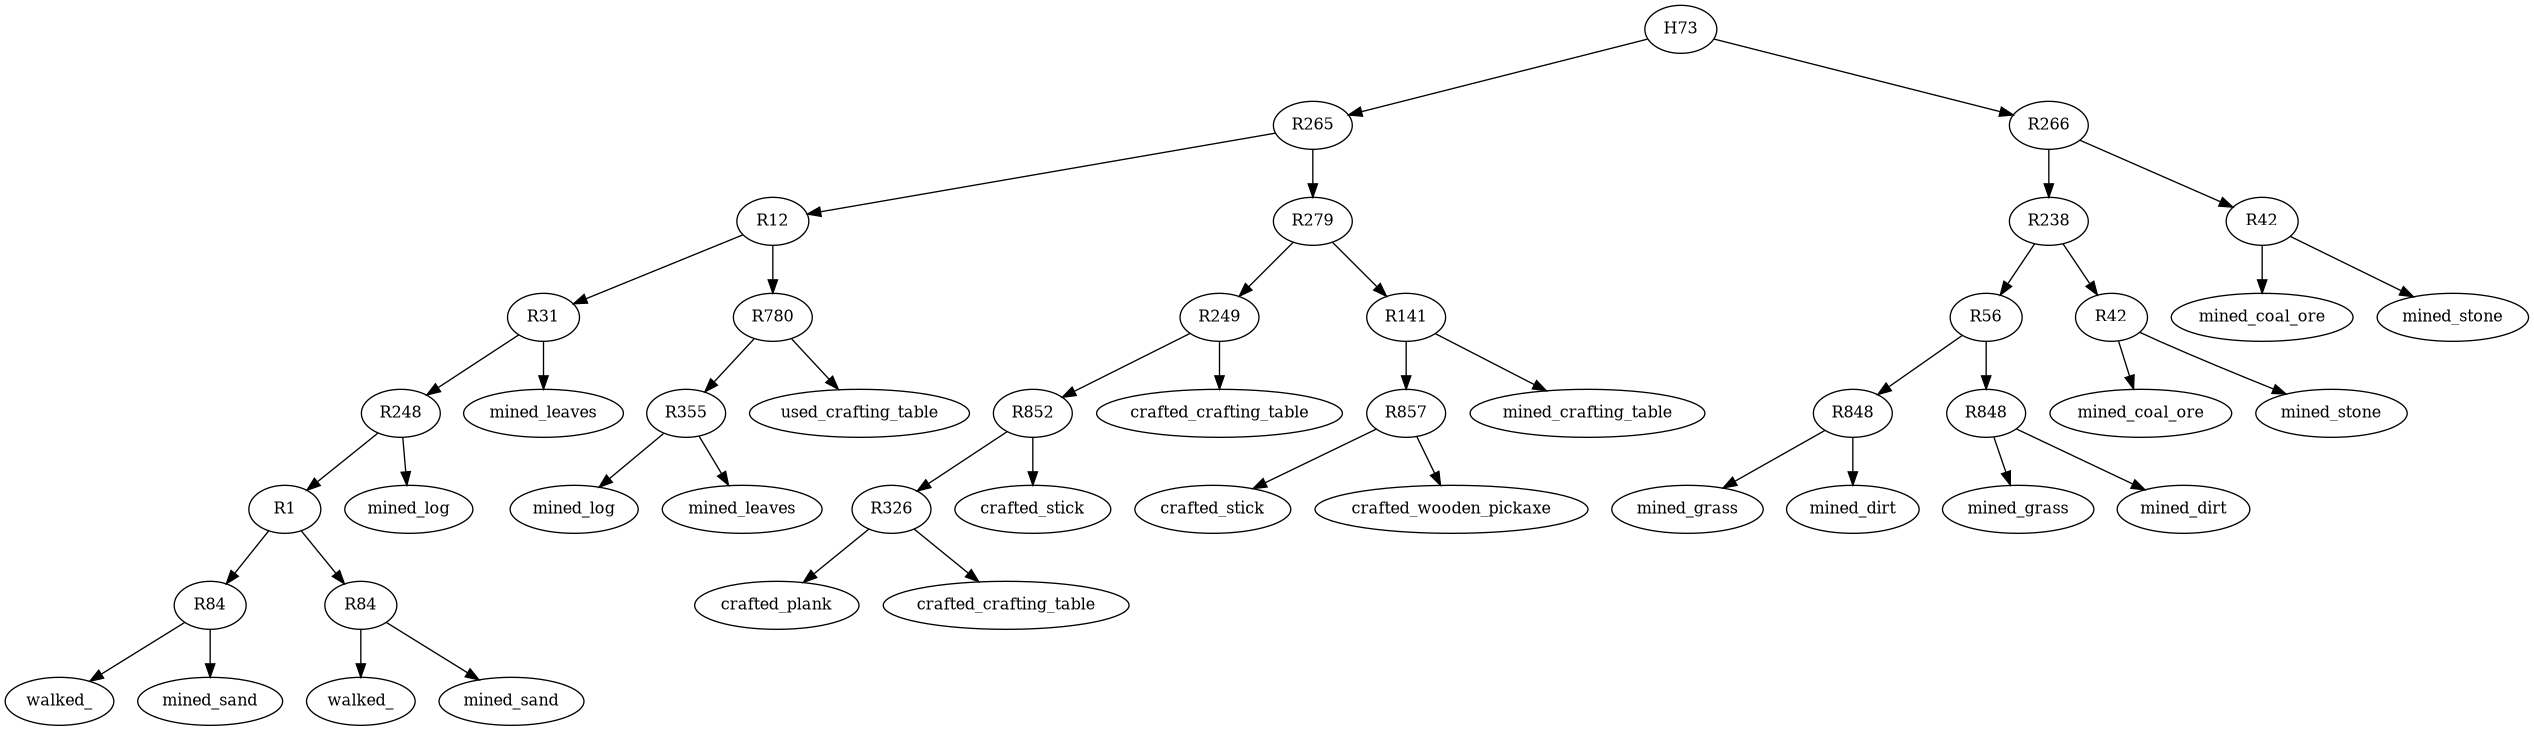 H73
R265
R266
R12
R279
R238
R42
R31
R780
R249
R141
R56
R42
mined_coal_ore
mined_stone
R248
mined_leaves
R355
used_crafting_table
R852
crafted_crafting_table
R857
mined_crafting_table
R848
R848
mined_coal_ore
mined_stone
R1
mined_log
mined_log
mined_leaves
R326
crafted_stick
crafted_stick
crafted_wooden_pickaxe
mined_grass
mined_dirt
mined_grass
mined_dirt
R84
R84
crafted_plank
crafted_crafting_table
walked_
mined_sand
walked_
mined_sand